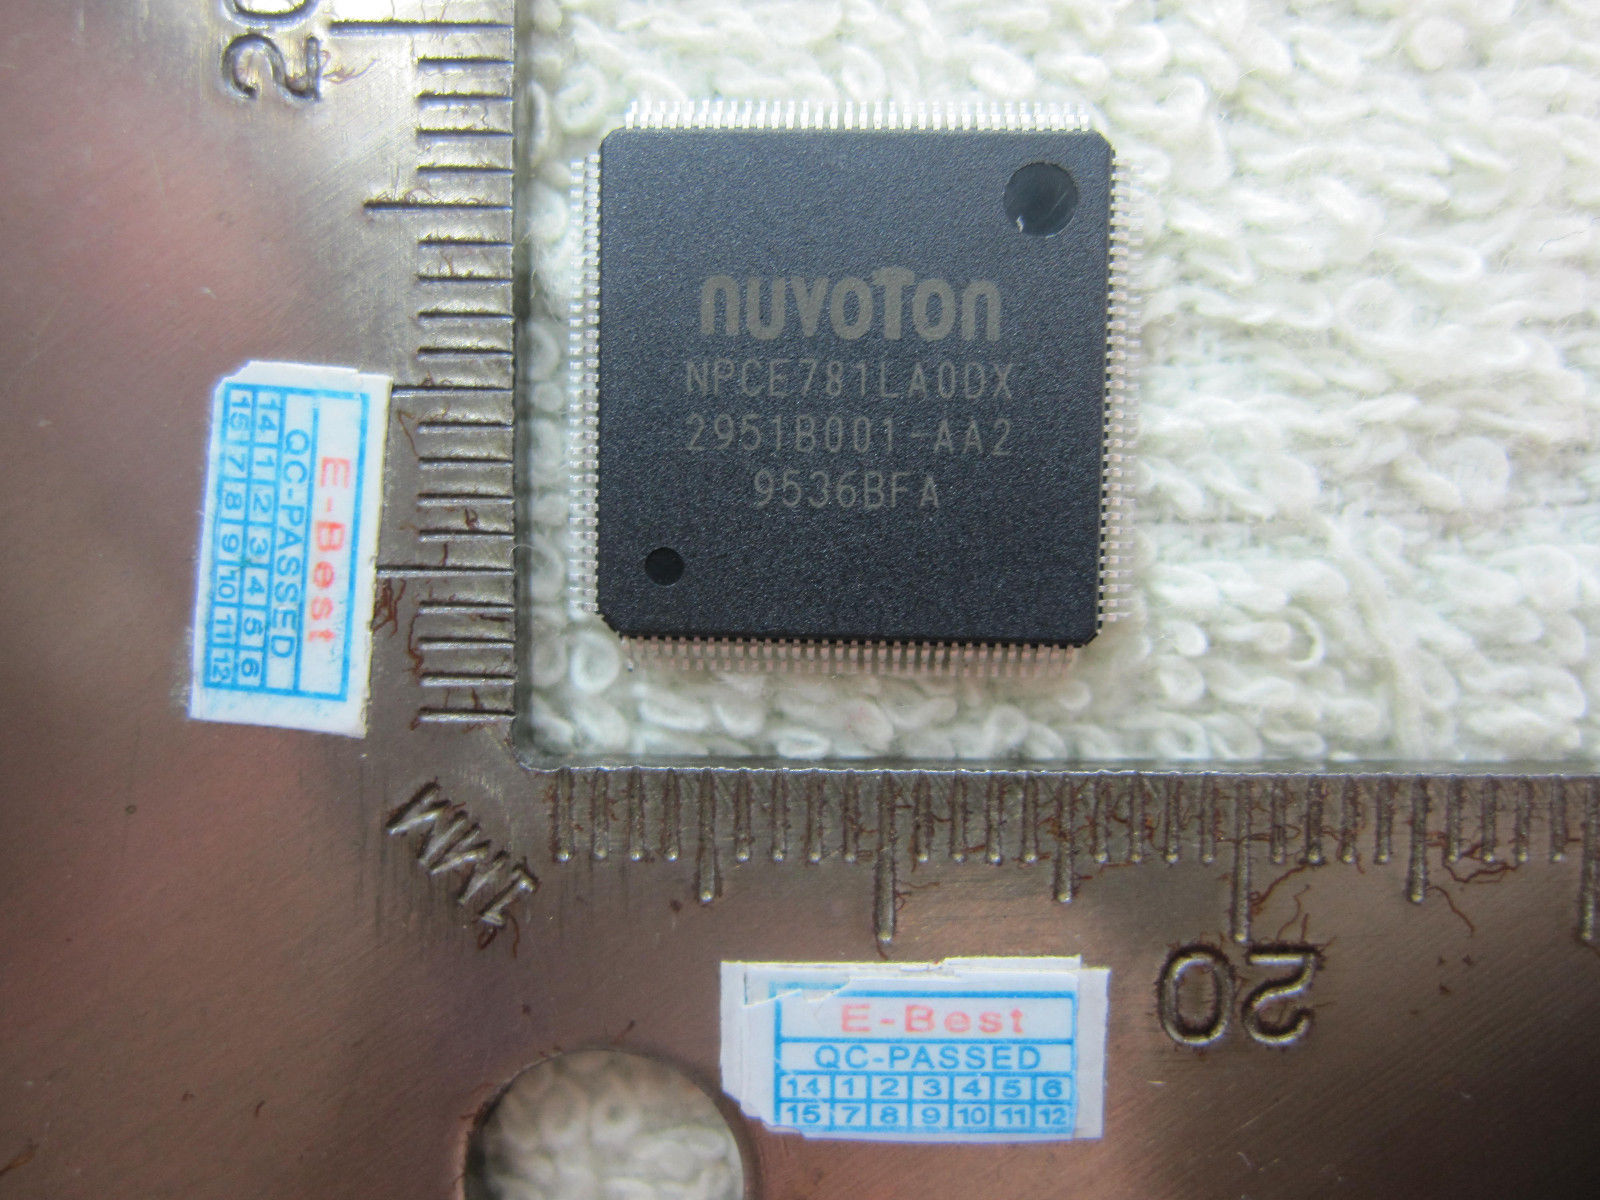 20
nuvoTon
NPCE781LA0DX
2951B001-AA2
9536BFA
E-Best
QC-PASSED
14 1 2 3 4 5 6
15 7 8 9 10 11 12
1MM
20
E-Best
QC-PASSED
14 1 2 3 4 5 6
15 7 8 9 10 11 12